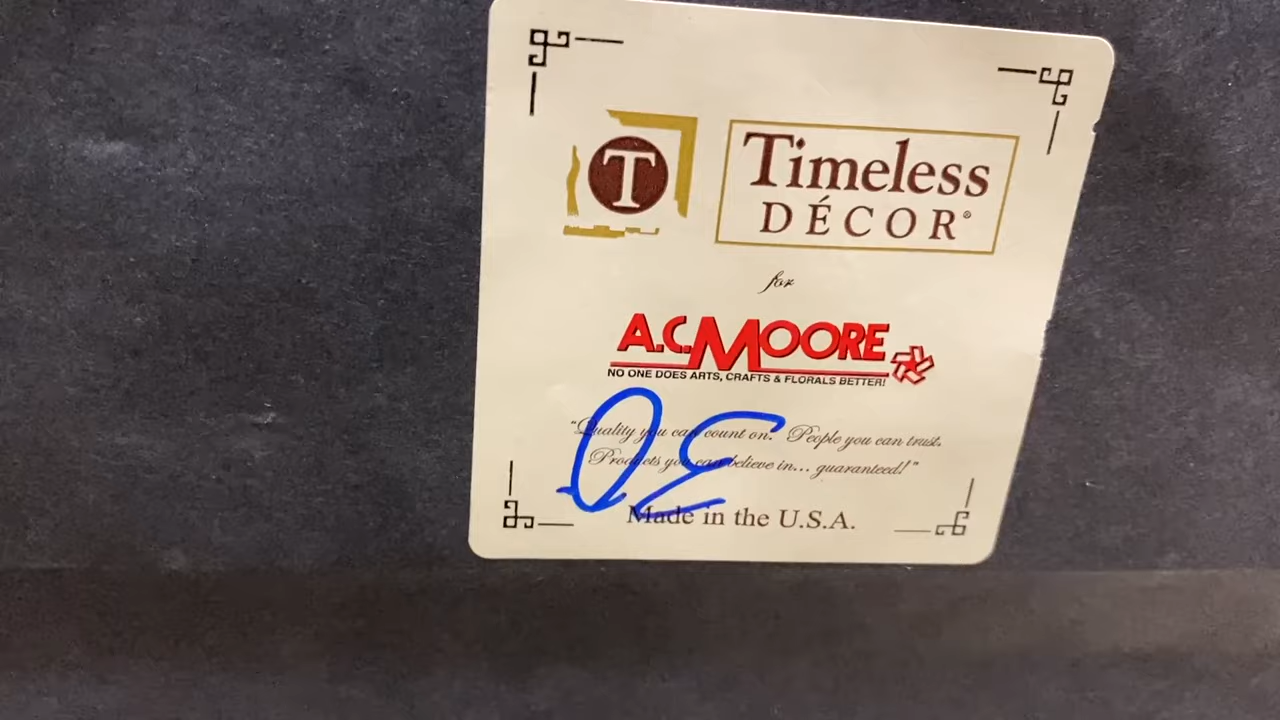 T
Timeless
DÉCOR®
for
A.C.MOORE
NO ONE DOES ARTS, CRAFTS & FLORALS BETTER!
"Quality you can count on. People you can trust.
Products you can believe in... guaranteed!"
30
Made in the U.S.A.